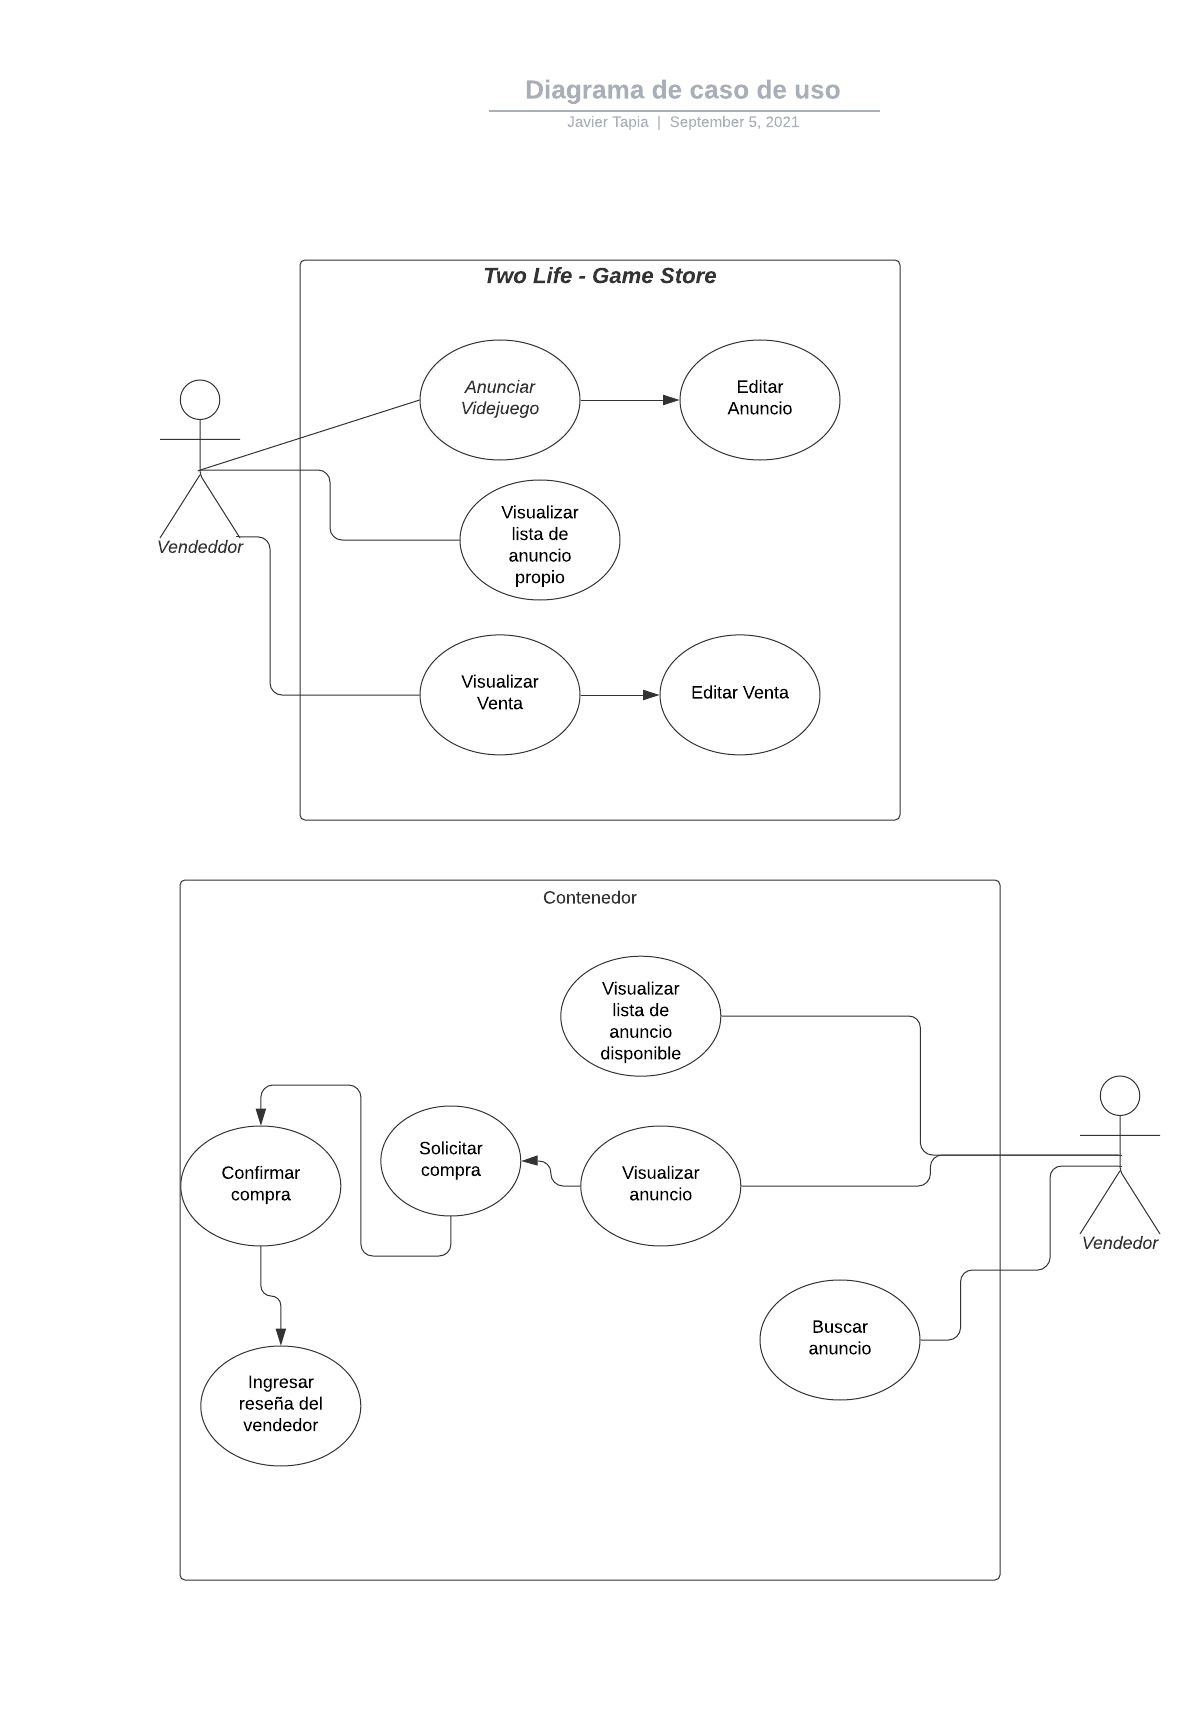 Diagrama de caso de uso
Javier Tapia | September 5, 2021
Two Life - Game Store
Anunciar
Videjuego
Editar
Anuncio
Visualizar
lista de
anuncio
propio
Vendeddor
Visualizar
Venta
Editar Venta
Contenedor
Visualizar
lista de
anuncio
disponible
Solicitar
compra
Confirmar
compra
Visualizar
anuncio
Vendedor
Buscar
anuncio
Ingresar
reseña del
vendedor